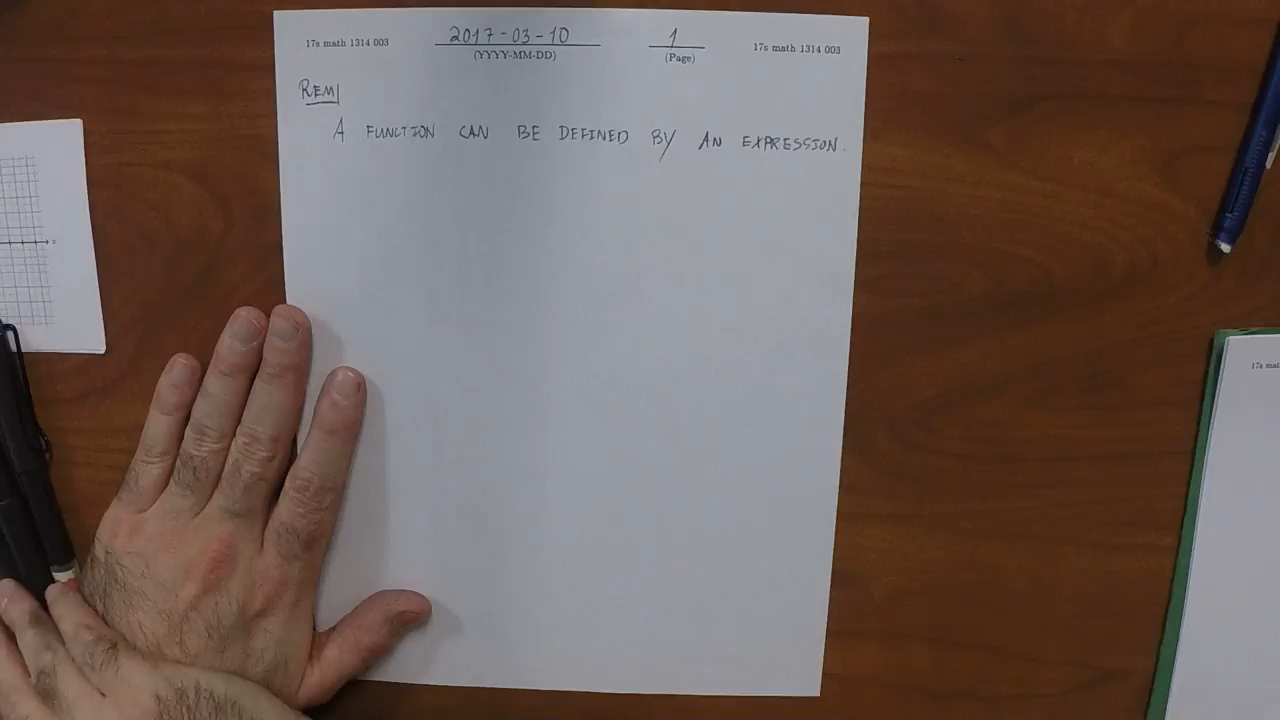 17s math 1314 003 2017-03-10 1 17s math 1314 003
(YYYY-MM-DD) (Page)
REM
A FUNCTION CAN BE DEFINED BY AN EXPRESSION.
x
17s mat